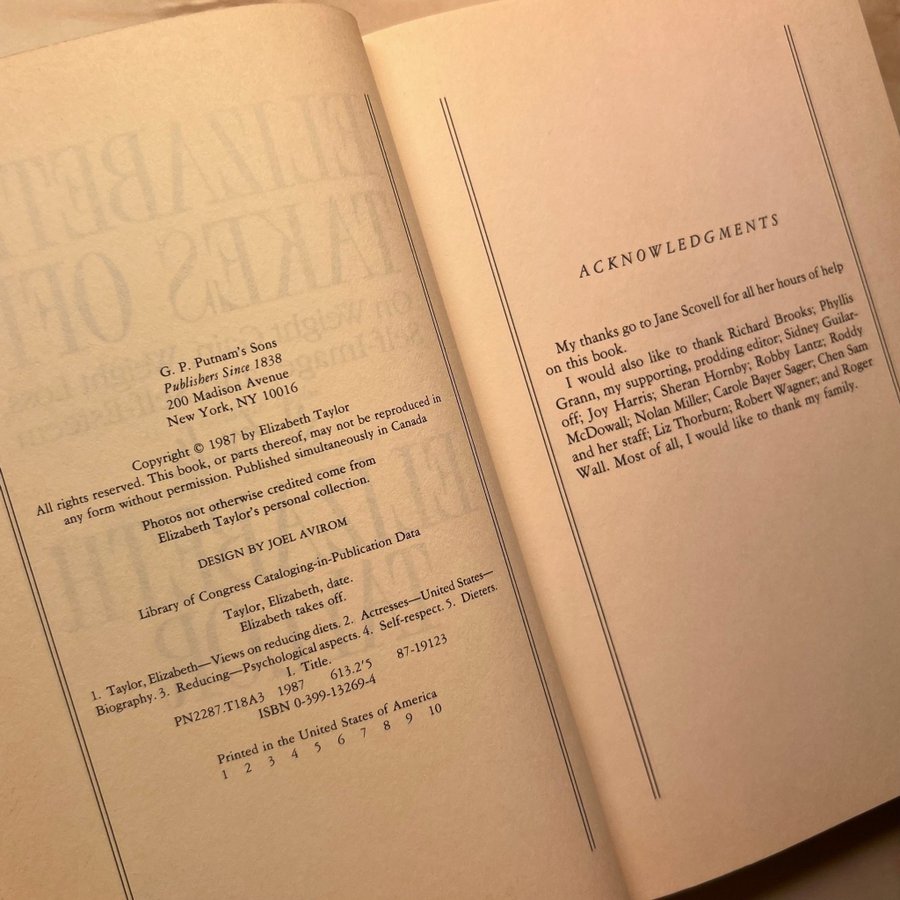 G. P. Putnam's Sons
Publishers Since 1838
200 Madison Avenue
New York, NY 10016
Copyright © 1987 by Elizabeth Taylor
All rights reserved. This book, or parts thereof, may not be reproduced in
any form without permission. Published simultaneously in Canada
Photos not otherwise credited come from
Elizabeth Taylor's personal collection.
DESIGN BY JOEL AVIROM
Library of Congress Cataloging-in-Publication Data
Taylor, Elizabeth, date.
Elizabeth takes off.
1. Taylor, Elizabeth—Views on reducing diets. 2. Actresses—United States—
Biography. 3. Reducing—Psychological aspects. 4. Self-respect. 5. Dieters.
I. Title.
PN2287.T18A3 1987 613.2'5 87-19123
ISBN 0-399-13269-4
Printed in the United States of America
1 2 3 4 5 6 7 8 9 10
ACKNOWLEDGMENTS
My thanks go to Jane Scovell for all her hours of help
on this book.
I would also like to thank Richard Brooks; Phyllis
Grann, my supporting, prodding editor; Sidney Guilar-
off; Joy Harris; Sheran Hornby; Robby Lantz; Roddy
McDowall; Nolan Miller; Carole Bayer Sager; Chen Sam
and her staff; Liz Thorburn; Robert Wagner; and Roger
Wall. Most of all, I would like to thank my family.